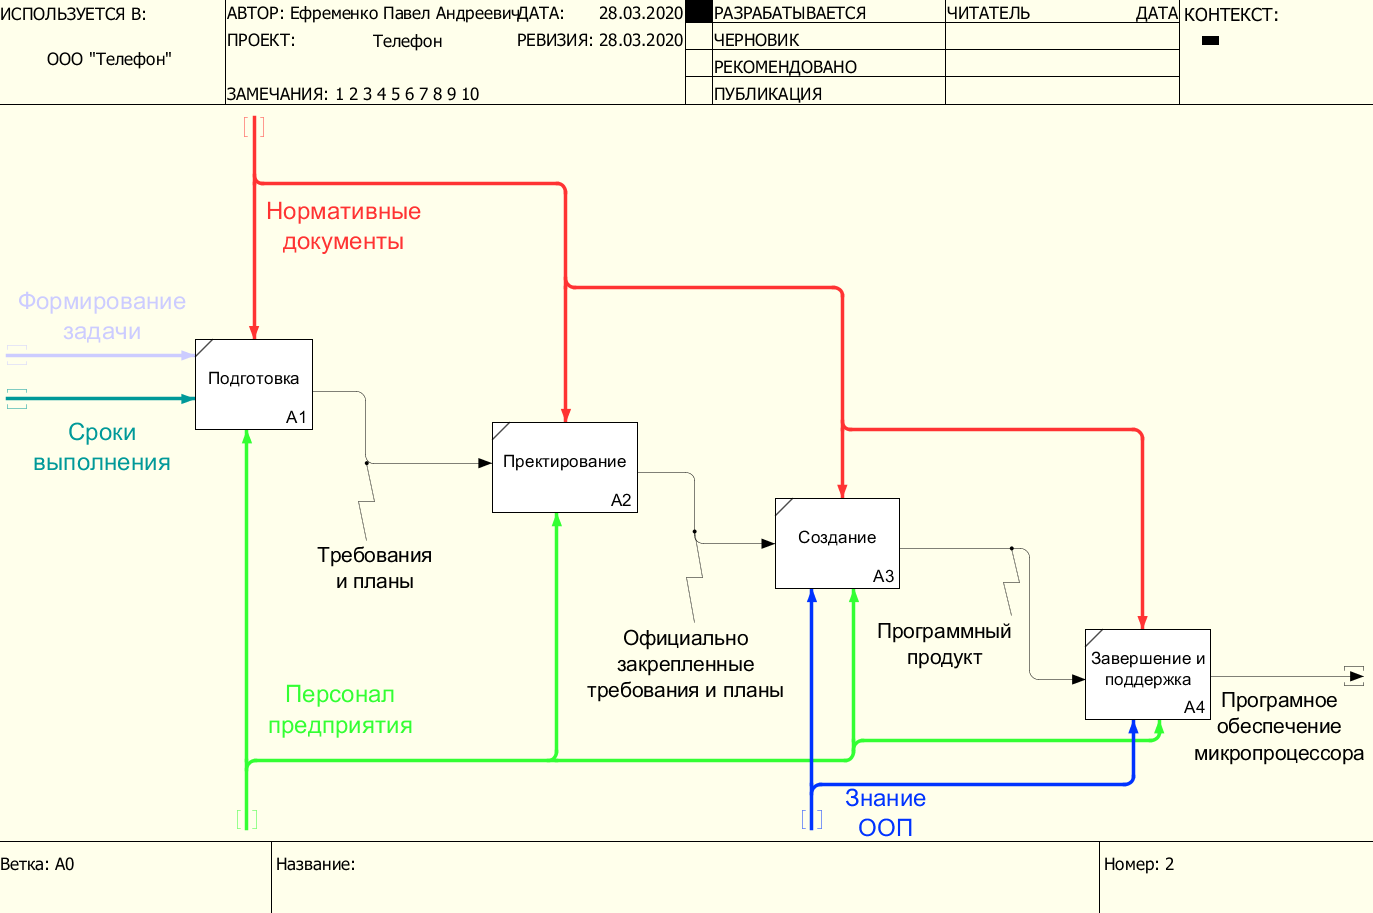 ИСПОЛЬЗУЕТСЯ В:
ООО "Телефон"
АВТОР: Ефременко Павел Андреевич
ДАТА: 28.03.2020
ПРОЕКТ: Телефон
РЕВИЗИЯ: 28.03.2020
ЗАМЕЧАНИЯ: 1 2 3 4 5 6 7 8 9 10
РАЗРАБАТЫВАЕТСЯ
ЧЕРНОВИК
РЕКОМЕНДОВАНО
ПУБЛИКАЦИЯ
ЧИТАТЕЛЬ
ДАТА
КОНТЕКСТ:
Нормативные
документы
Формирование
задачи
Сроки
выполнения
Подготовка
A1
Требования
и планы
Пректирование
A2
Официально
закрепленные
требования и планы
Создание
A3
Программный
продукт
Завершение и
поддержка
A4
Програмное
обеспечение
микропроцессора
Персонал
предприятия
Знание
ООП
Ветка: A0
Название:
Номер: 2